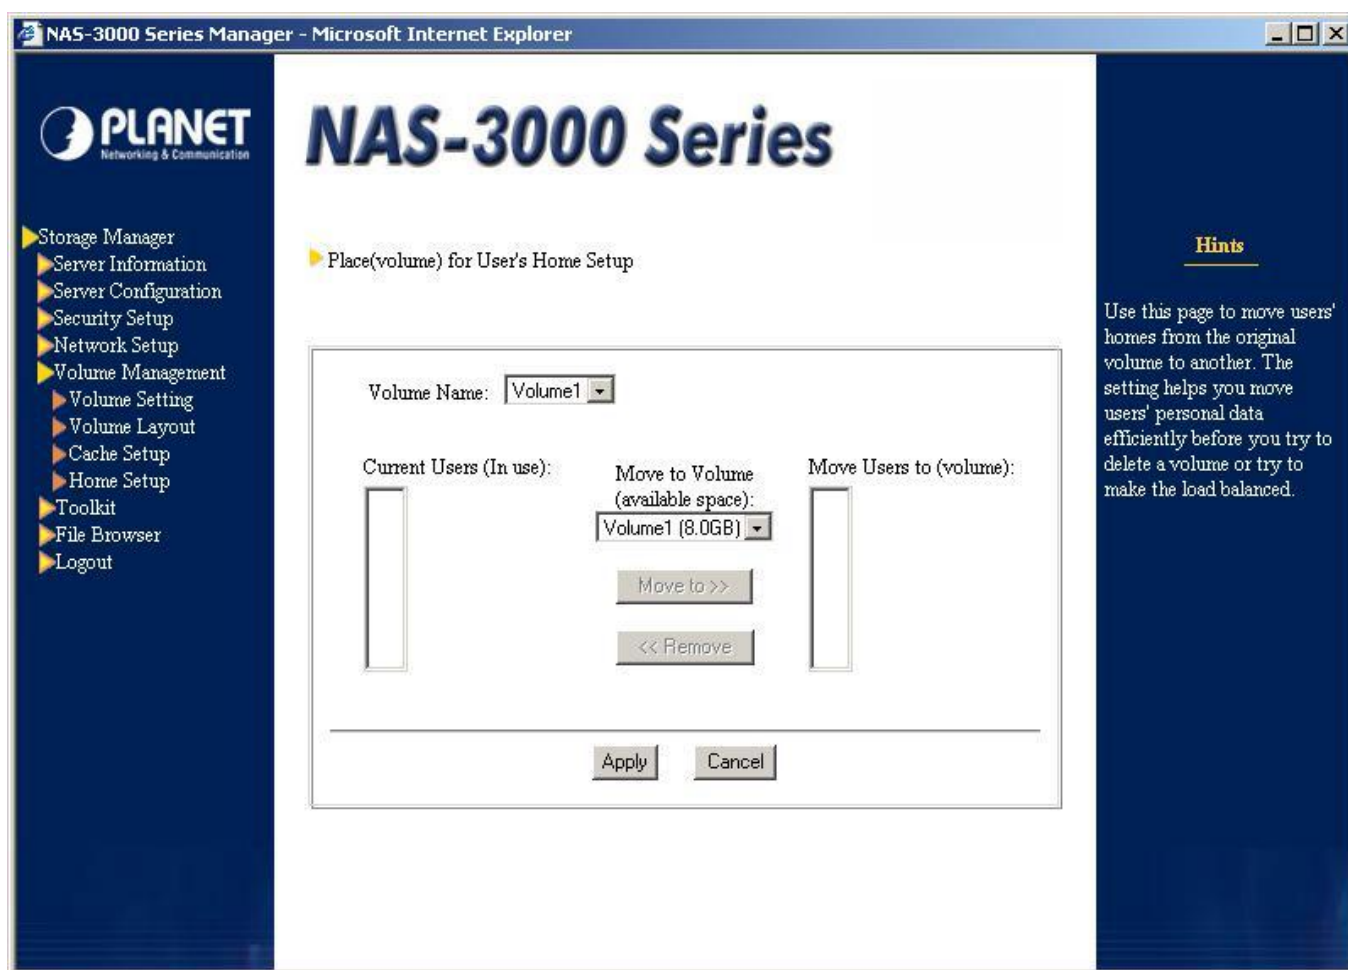 NAS-3000 Series Manager - Microsoft Internet Explorer
PLANET
Networking & Communication
NAS-3000 Series
Storage Manager
Server Information
Server Configuration
Security Setup
Network Setup
Volume Management
Volume Setting
Volume Layout
Cache Setup
Home Setup
Toolkit
File Browser
Logout
Place(volume) for User's Home Setup
Volume Name: Volume1
Current Users (In use):
Move to Volume
(available space):
Volume1 (8.0GB)
Move to >>
<< Remove
Move Users to (volume):
Apply Cancel
Hints
Use this page to move users'
homes from the original
volume to another. The
setting helps you move
users' personal data
efficiently before you try to
delete a volume or try to
make the load balanced.